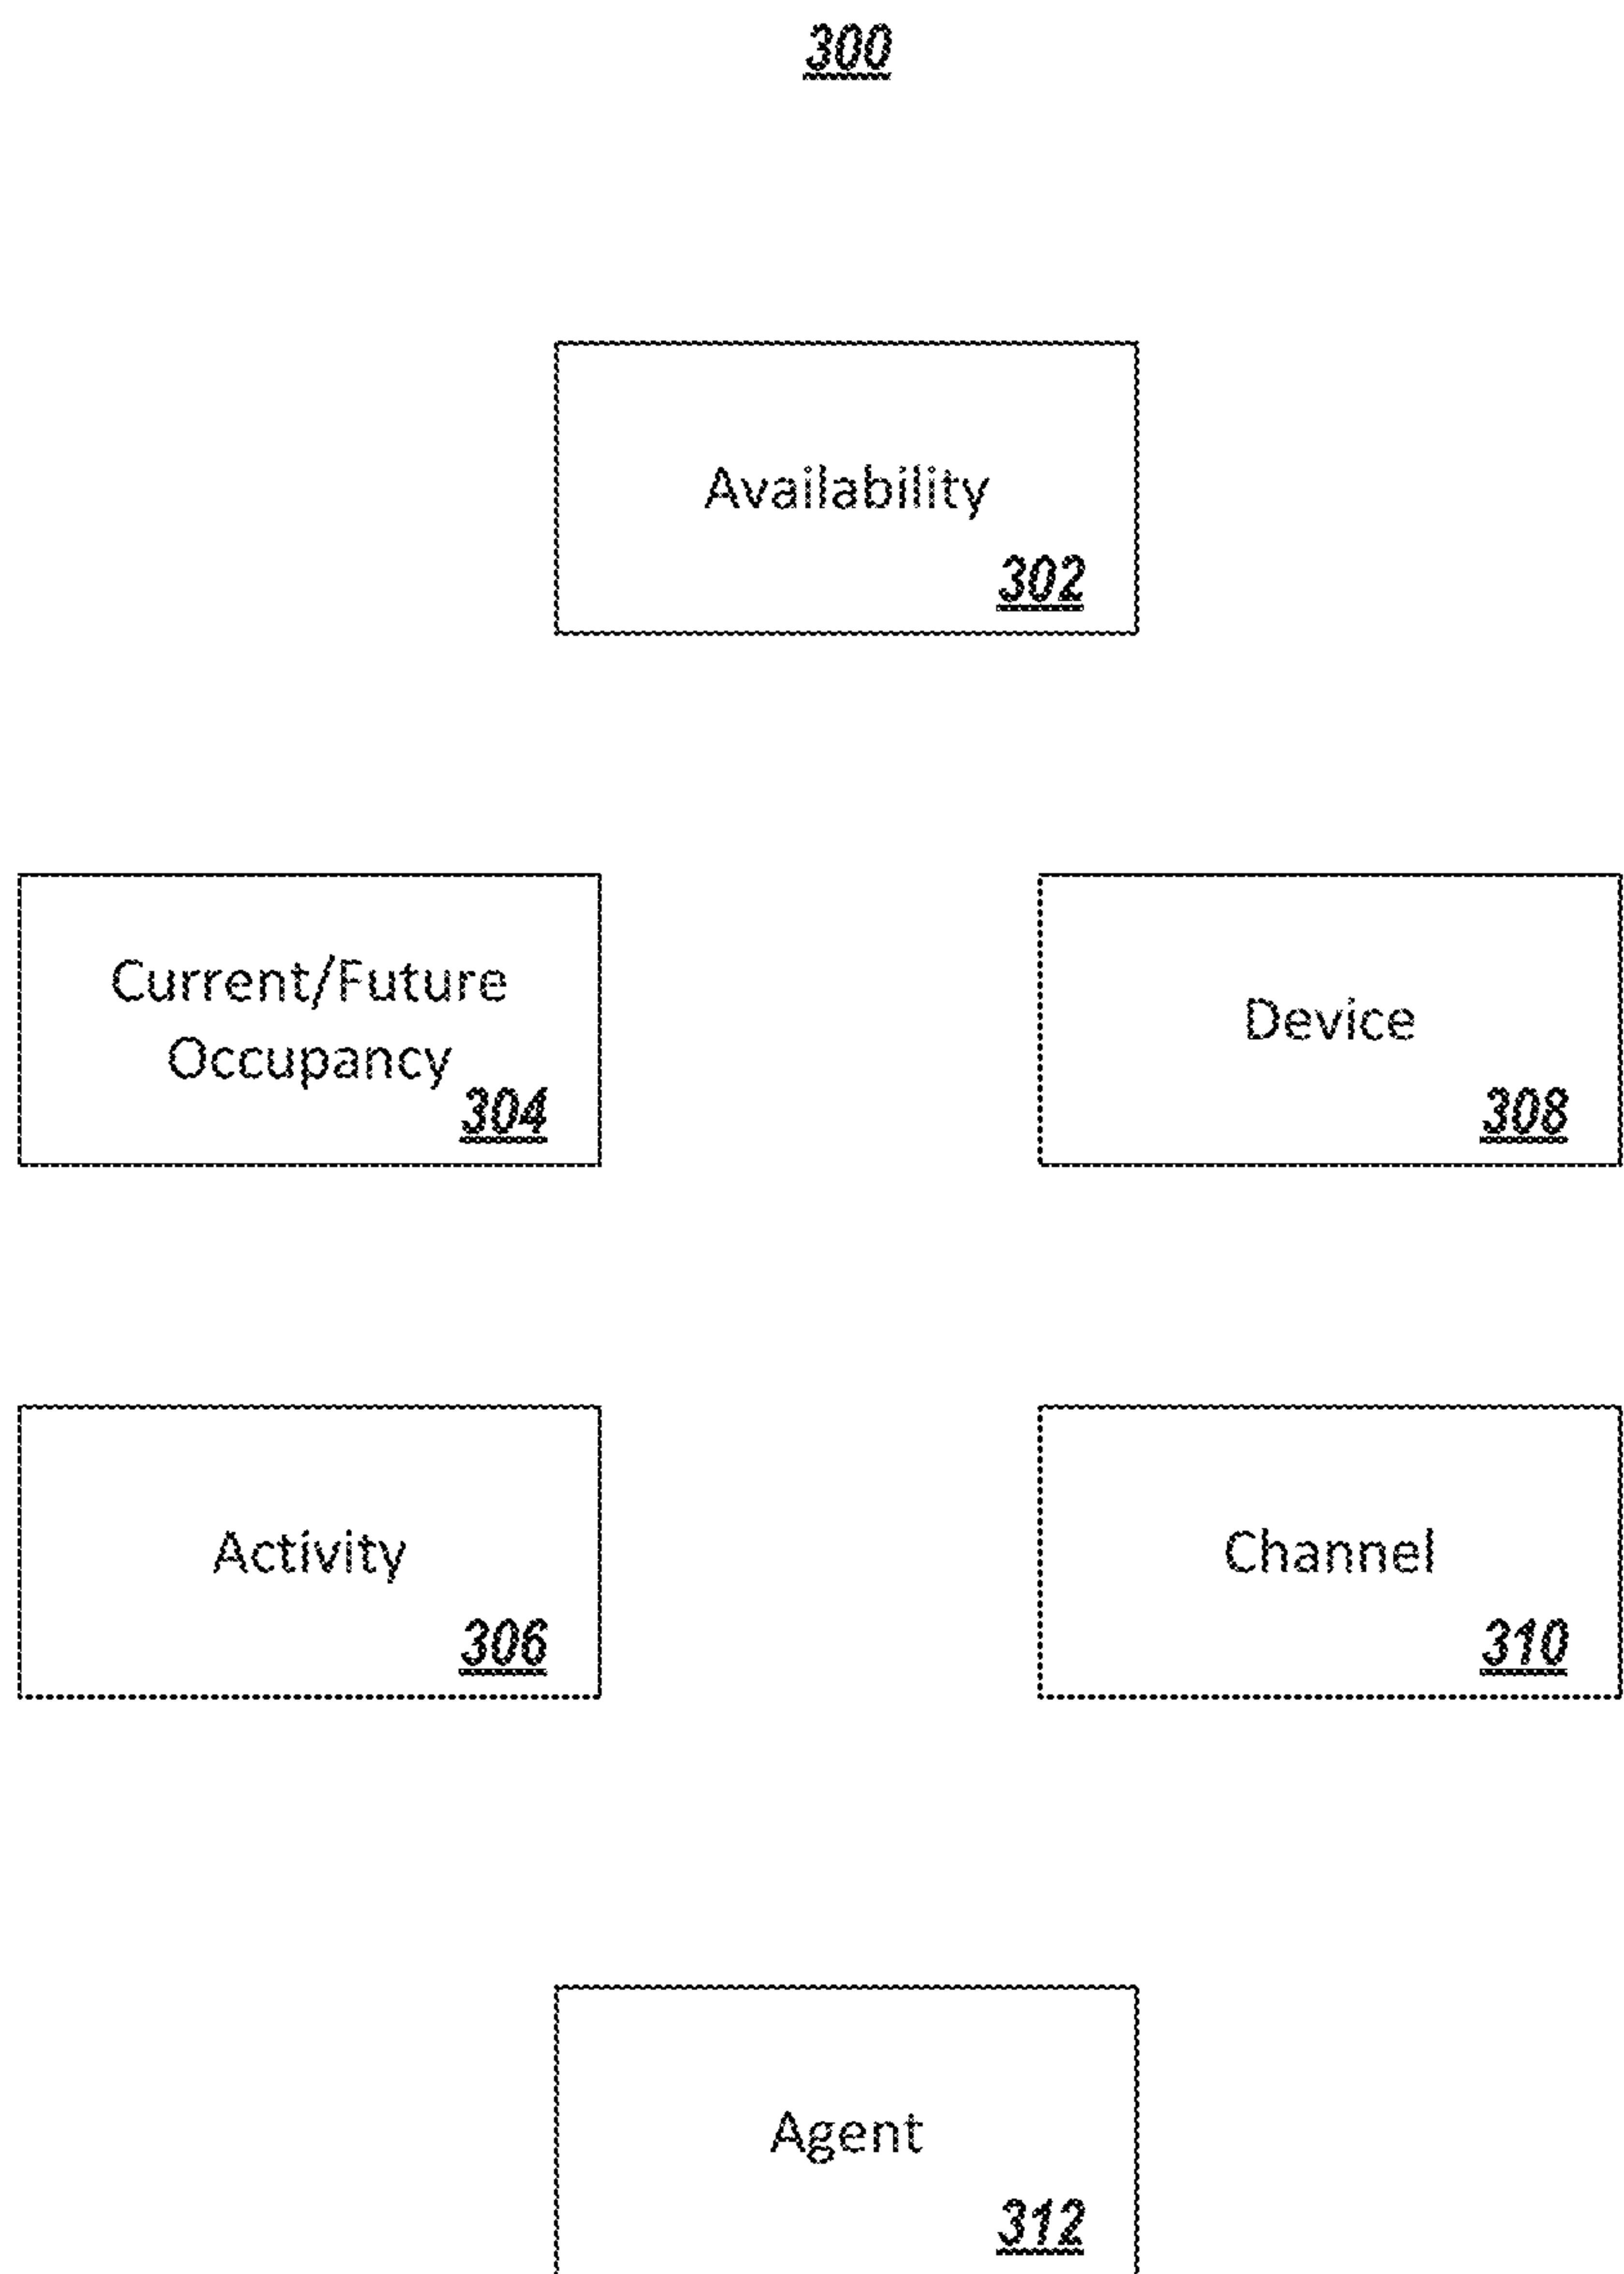 300
Availability
302
Current/Future
Occupancy
304
Device
308
Activity
306
Channel
310
Agent
312